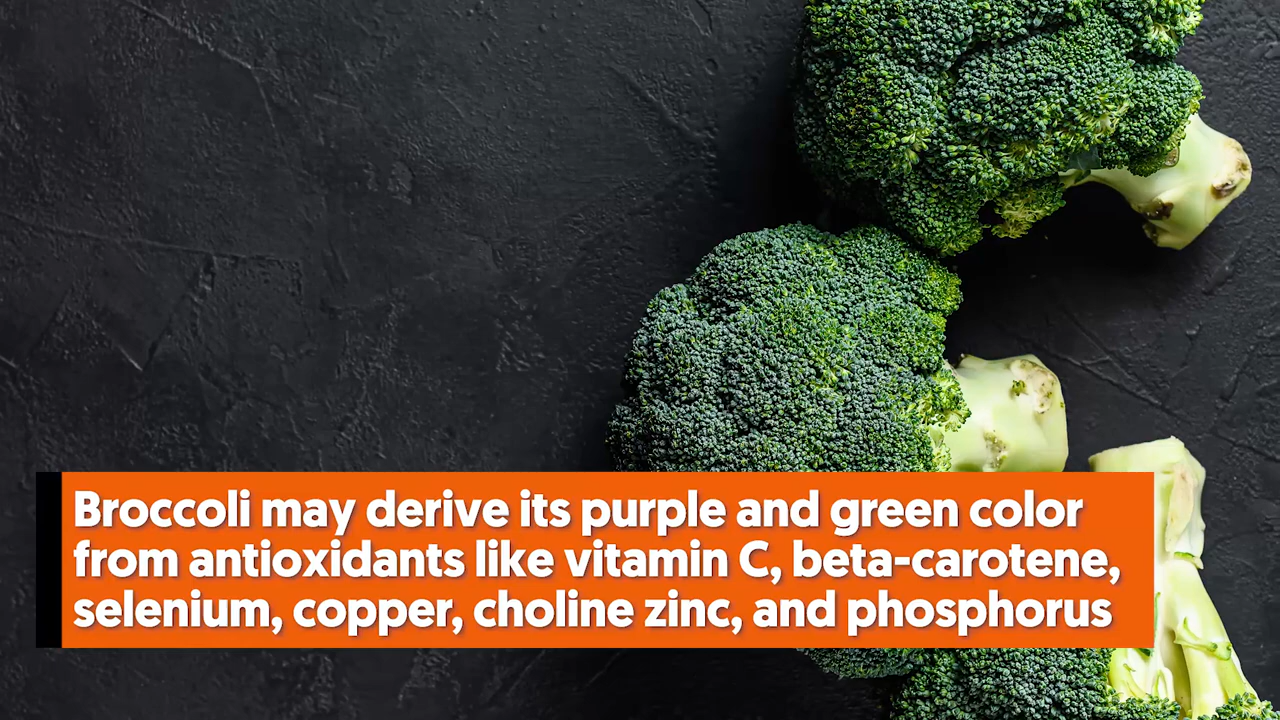 Broccoli may derive its purple and green color
from antioxidants like vitamin C, beta-carotene,
selenium, copper, choline zinc, and phosphorus